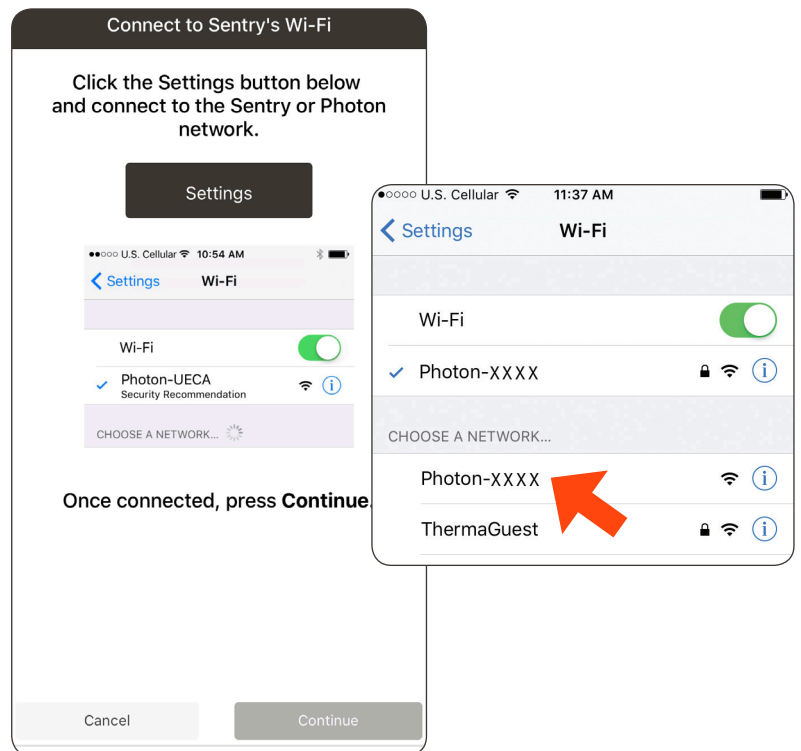 Connect to Sentry's Wi-Fi
Click the Settings button below
and connect to the Sentry or Photon
network.
Settings
U.S. Cellular 10:54 AM
Settings Wi-Fi
Wi-Fi
Photon-UECA
Security Recommendation
CHOOSE A NETWORK...
Once connected, press Continue.
Cancel Continue
U.S. Cellular 11:37 AM
Settings Wi-Fi
Wi-Fi
Photon-XXXX
CHOOSE A NETWORK...
Photon-XXXX
ThermaGuest